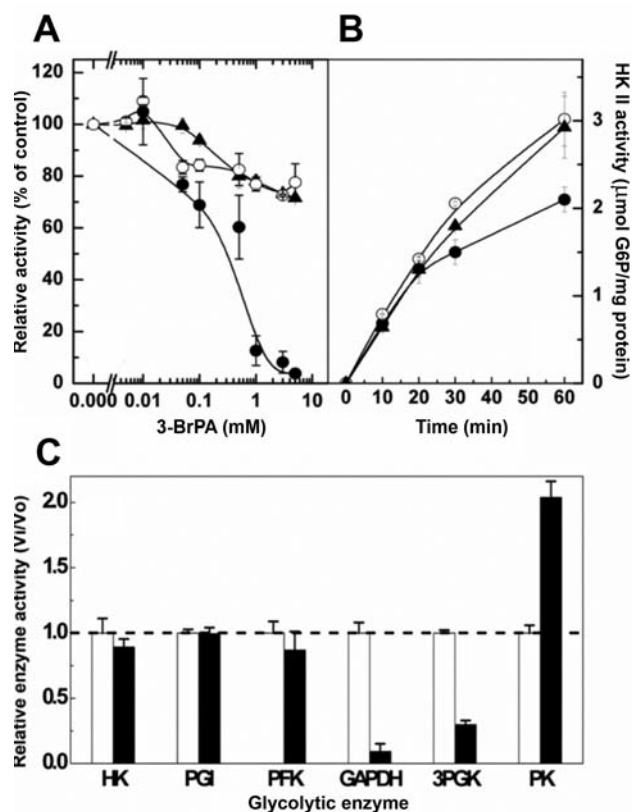 A
B
120
100
80
60
40
20
0
Relative activity (% of control)
0.000
0.01
0.1
1
10
3-BrPA (mM)
3
2
1
0
HK II activity (μmol G6P/mg protein)
0
10
20
30
40
50
60
Time (min)
C
2.0
1.5
1.0
0.5
0.0
Relative enzyme activity (Vi/Vo)
HK
PGI
PFK
GAPDH
3PGK
PK
Glycolytic enzyme